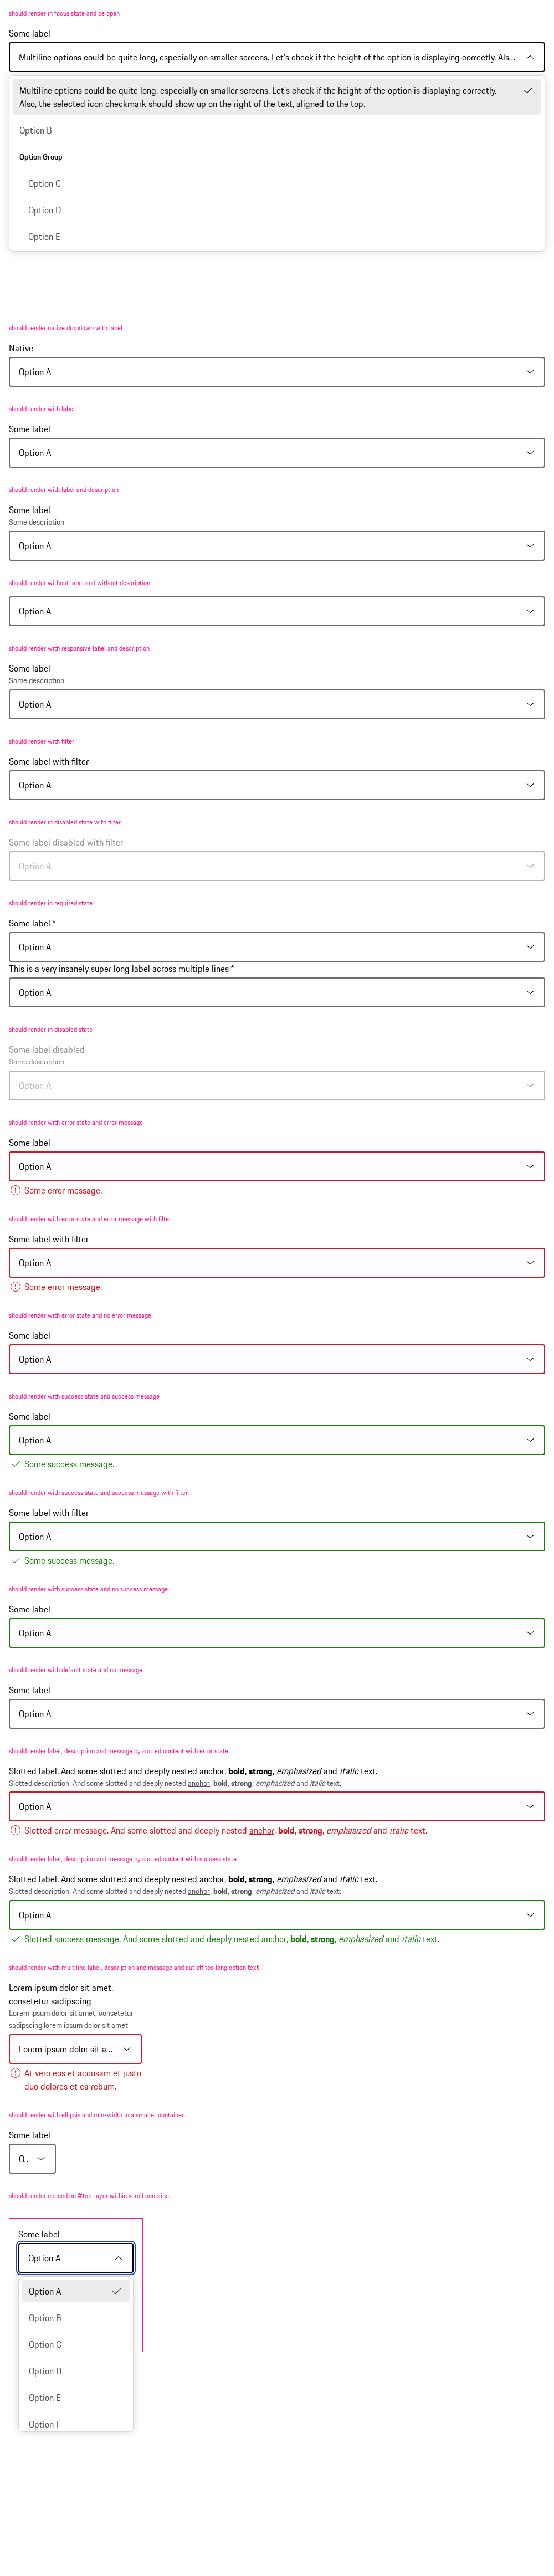 should render in focus state and be open
Some label
Multiline options could be quite long, especially on smaller screens. Let's check if the height of the option is displaying correctly. Als...
Multiline options could be quite long, especially on smaller screens. Let's check if the height of the option is displaying correctly.
Also, the selected icon checkmark should show up on the right of the text, aligned to the top.
Option B
Option Group
Option C
Option D
Option E
should render native dropdown with label
Native
Option A
should render with label
Some label
Option A
should render with label and description
Some label
Some description
Option A
should render without label and without description
Option A
should render with responsive label and description
Some label
Some description
Option A
should render with filter
Some label with filter
Option A
should render in disabled state with filter
Some label disabled with filter
Option A
should render in required state
Some label *
Option A
This is a very insanely super long label across multiple lines *
Option A
should render in disabled state
Some label disabled
Some description
Option A
should render with error state and error message
Some label
Option A
Some error message.
should render with error state and error message with filter
Some label with filter
Option A
Some error message.
should render with error state and no error message
Some label
Option A
should render with success state and success message
Some label
Option A
Some success message.
should render with success state and success message with filter
Some label with filter
Option A
Some success message.
should render with success state and no success message
Some label
Option A
should render with default state and no message
Some label
Option A
should render label, description and message by slotted content with error state
Slotted label. And some slotted and deeply nested anchor, bold, strong, emphasized and italic text.
Slotted description. And some slotted and deeply nested anchor, bold, strong, emphasized and italic text.
Option A
Slotted error message. And some slotted and deeply nested anchor, bold, strong, emphasized and italic text.
should render label, description and message by slotted content with success state
Slotted label. And some slotted and deeply nested anchor, bold, strong, emphasized and italic text.
Slotted description. And some slotted and deeply nested anchor, bold, strong, emphasized and italic text.
Option A
Slotted success message. And some slotted and deeply nested anchor, bold, strong, emphasized and italic text.
should render with multiline label, description and message and cut off too long option text
Lorem ipsum dolor sit amet,
consetetur sadipscing
Lorem ipsum dolor sit amet, consetetur
sadipscing lorem ipsum dolor sit amet
Lorem ipsum dolor sit a...
At vero eos et accusam et justo
duo dolores et ea rebum.
should render with ellipsis and min-width in a smaller container
Some label
O..
should render opened on #top-layer within scroll container
Some label
Option A
Option A
Option B
Option C
Option D
Option E
Option F